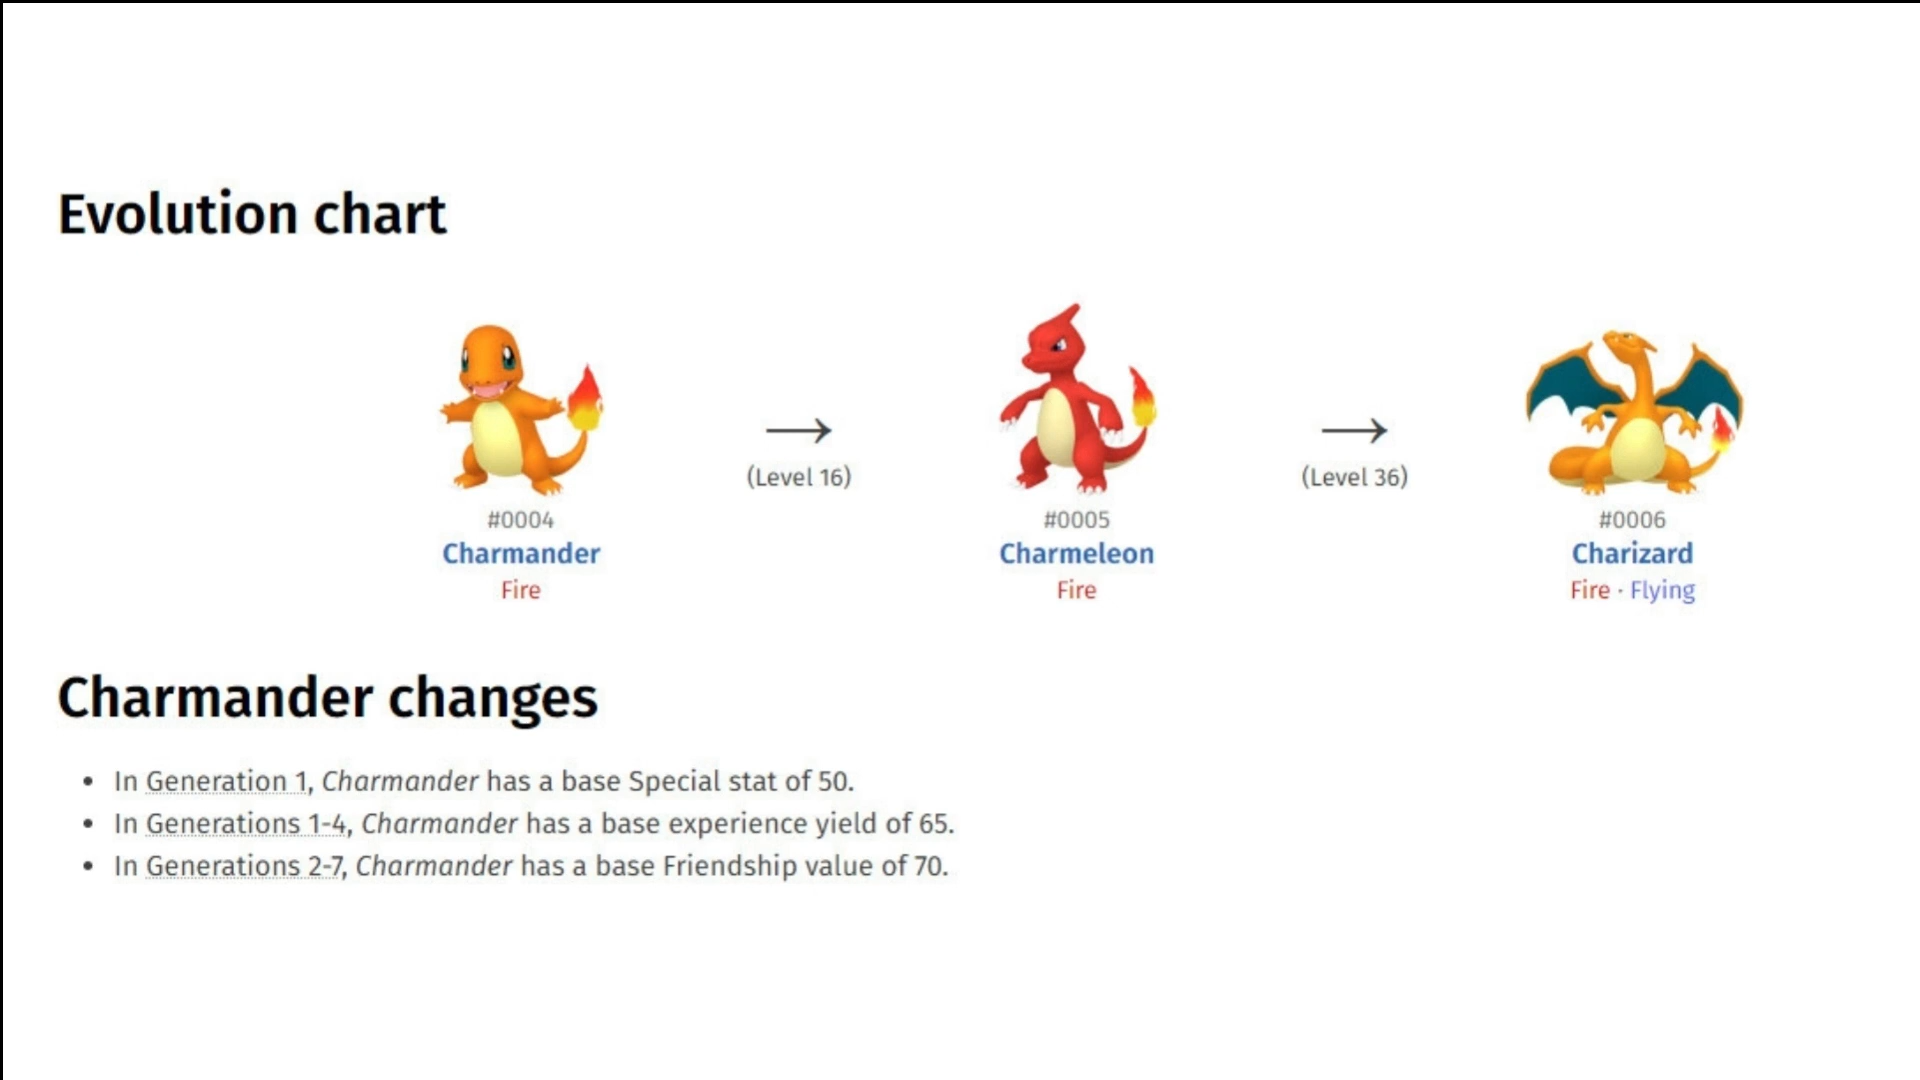 Evolution chart
→ →
(Level 16) (Level 36)
#0004 #0005 #0006
Charmander Charmeleon Charizard
Fire Fire Fire · Flying
Charmander changes
• In Generation 1, Charmander has a base Special stat of 50.
• In Generations 1-4, Charmander has a base experience yield of 65.
• In Generations 2-7, Charmander has a base Friendship value of 70.